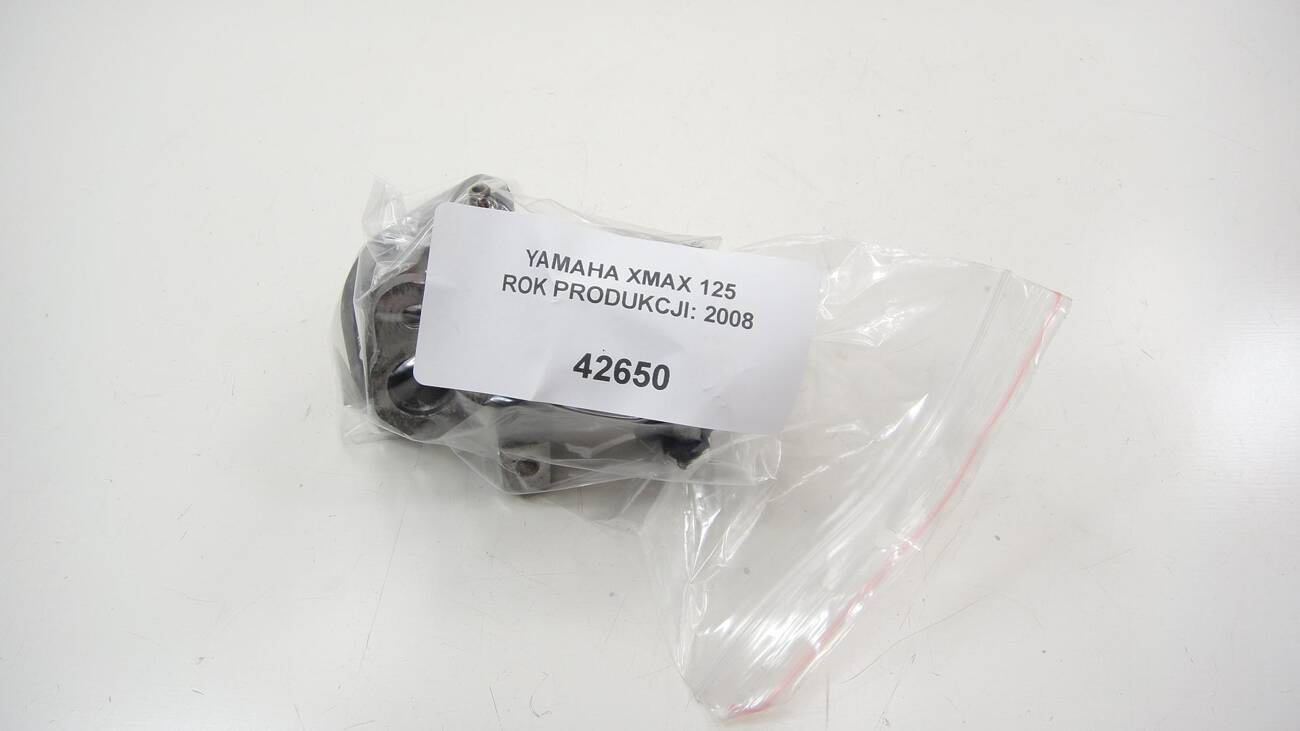 YAMAHA XMAX 125
ROK PRODUKCJI: 2008
42650